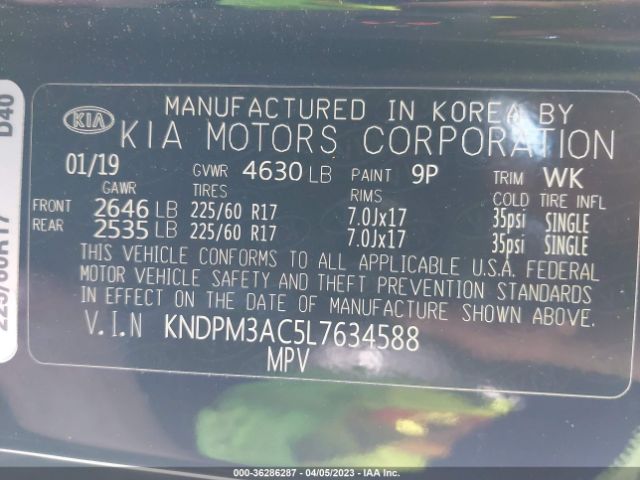 MANUFACTURED IN KOREA BY
KIA KIA MOTORS CORPORATION
01/19 GVWR 4630 LB PAINT 9P TRIM WK
GAWR TIRES RIMS COLD TIRE INFL
FRONT 2646 LB 225/60 R17 7.0Jx17 35psi SINGLE
REAR 2535 LB 225/60 R17 7.0Jx17 35psi SINGLE
THIS VEHICLE CONFORMS TO ALL APPLICABLE U.S.A. FEDERAL
MOTOR VEHICLE SAFETY AND THEFT PREVENTION STANDARDS
IN EFFECT ON THE DATE OF MANUFACTURE SHOWN ABOVE.
V.I.N KNDPM3AC5L7634588
MPV
D40
225/60R17
000-36286287 - 04/05/2023 - IAA Inc.